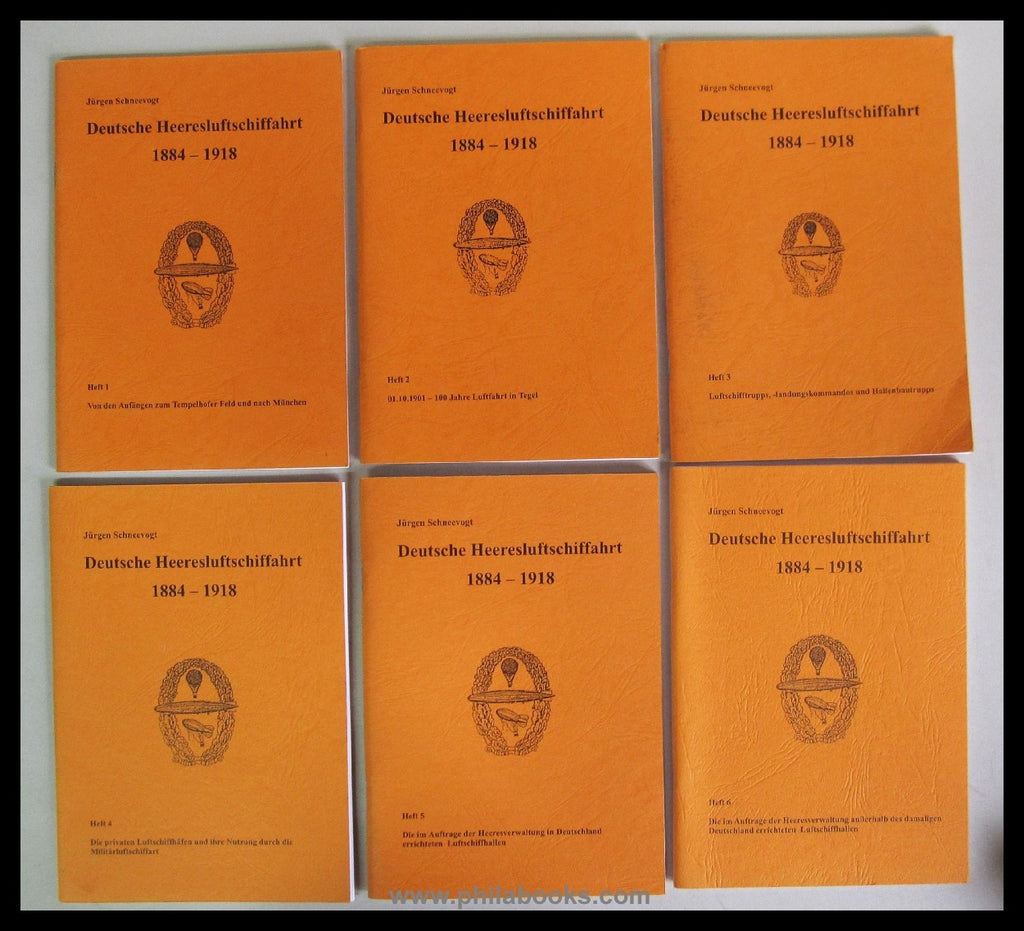 Jürgen Schneevogt
Deutsche Heeresluftschiffahrt
1884 – 1918
Heft 1
Von den Anfängen zum Tempelhofer Feld und nach München
Jürgen Schneevogt
Deutsche Heeresluftschiffahrt
1884 – 1918
Heft 2
01.10.1901 – 100 Jahre Luftfahrt in Tegel
Jürgen Schneevogt
Deutsche Heeresluftschiffahrt
1884 – 1918
Heft 3
Luftschifftrupps, -landungskommandos und Hallenbautrupps
Jürgen Schneevogt
Deutsche Heeresluftschiffahrt
1884 – 1918
Heft 4
Die privaten Luftschiffhäfen und ihre Nutzung durch die
Militärluftschiffart
Jürgen Schneevogt
Deutsche Heeresluftschiffahrt
1884 – 1918
Heft 5
Die im Auftrage der Heeresverwaltung in Deutschland
errichteten Luftschiffhallen
Jürgen Schneevogt
Deutsche Heeresluftschiffahrt
1884 – 1918
Heft 6
Die im Auftrage der Heeresverwaltung außerhalb des damaligen
Deutschland errichteten Luftschiffhallen
www.philabooks.com